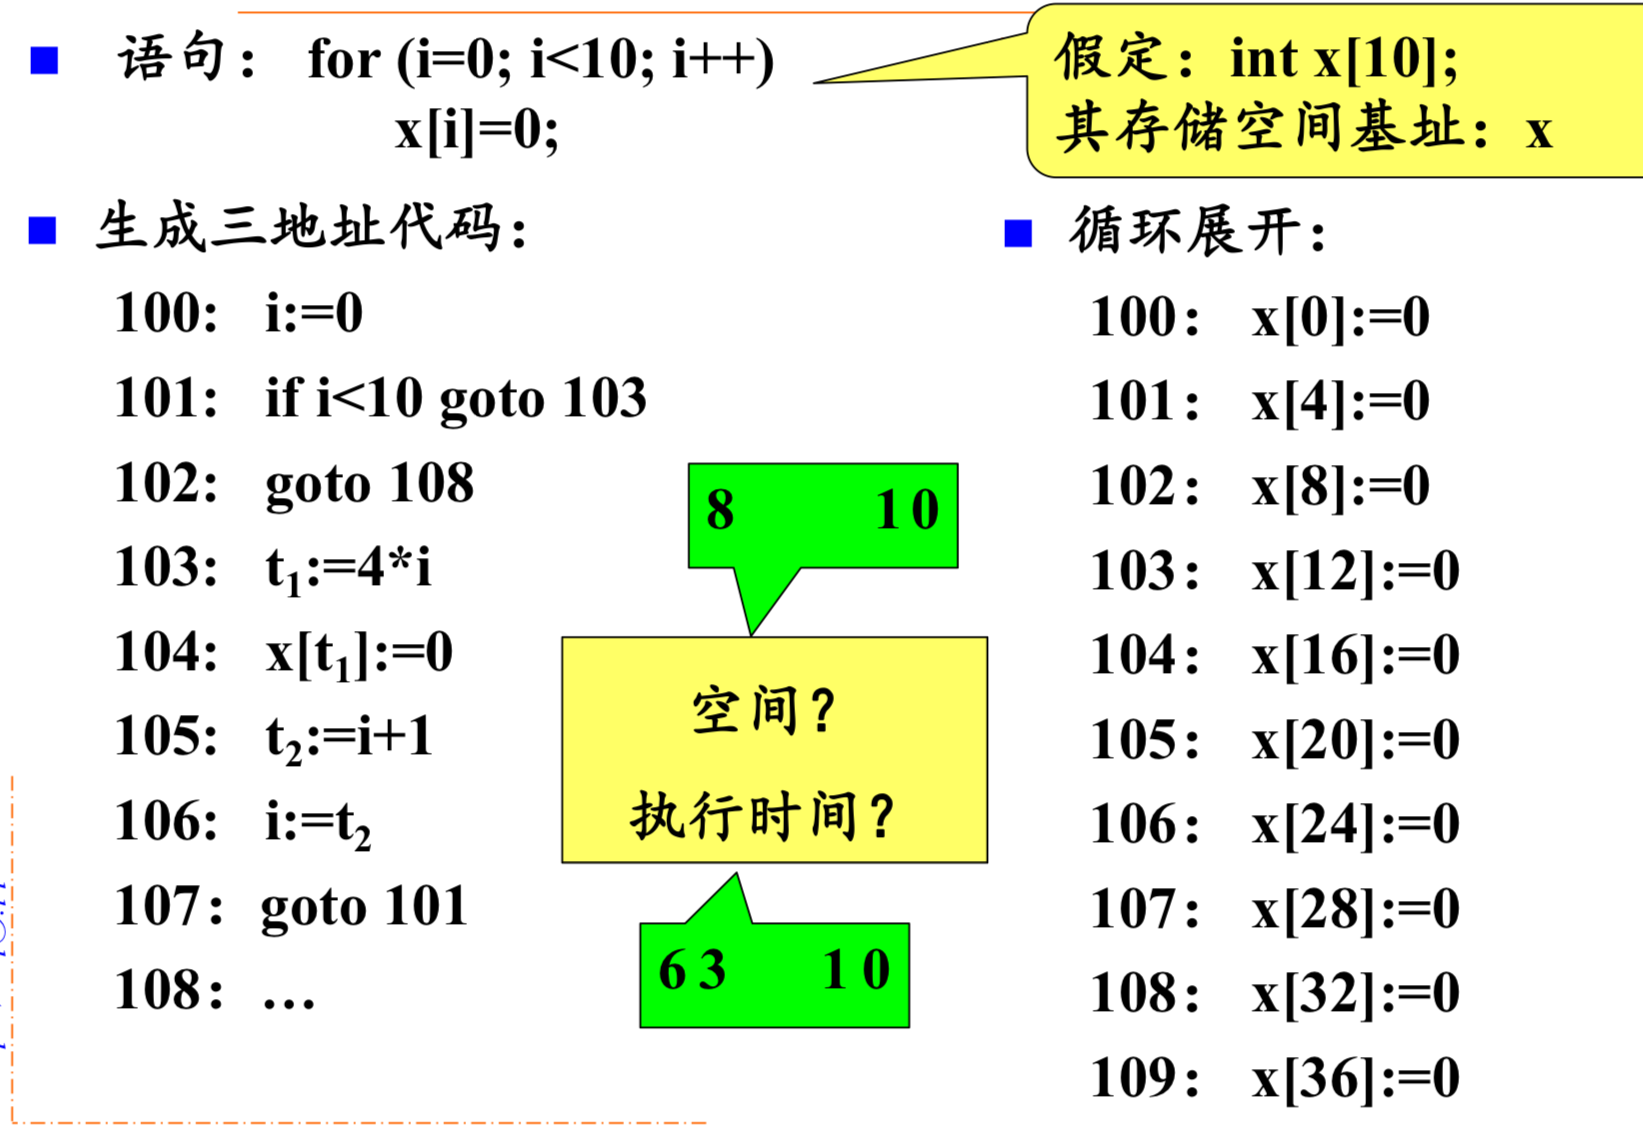 语句： for (i=0; i<10; i++)
x[i]=0;
假定：int x[10];
其存储空间基址：x
生成三地址代码：
100: i:=0
101: if i<10 goto 103
102: goto 108
103: t₁:=4*i
104: x[t₁]:=0
105: t₂:=i+1
106: i:=t₂
107: goto 101
108: …
8 10
空间？
执行时间？
63 10
循环展开：
100: x[0]:=0
101: x[4]:=0
102: x[8]:=0
103: x[12]:=0
104: x[16]:=0
105: x[20]:=0
106: x[24]:=0
107: x[28]:=0
108: x[32]:=0
109: x[36]:=0